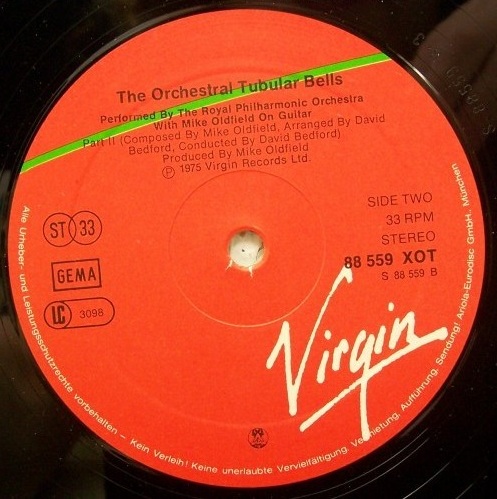 The Orchestral Tubular Bells
Performed By The Royal Philharmonic Orchestra
With Mike Oldfield On Guitar
Part II (Composed By Mike Oldfield, Arranged By David
Bedford, Conducted By David Bedford)
Produced By Mike Oldfield
Ⓟ 1975 Virgin Records Ltd.
SIDE TWO
33 RPM
STEREO
88 559 XOT
S 88 559 B
ST 33
GEMA
LC 3098
Virgin
Alle Urheber- und Leistungsschutzrechte vorbehalten – Kein Verleih! Keine unerlaubte Vervielfältigung, Vermietung, Aufführung, Sendung! Ariola-Eurodisc GmbH., München